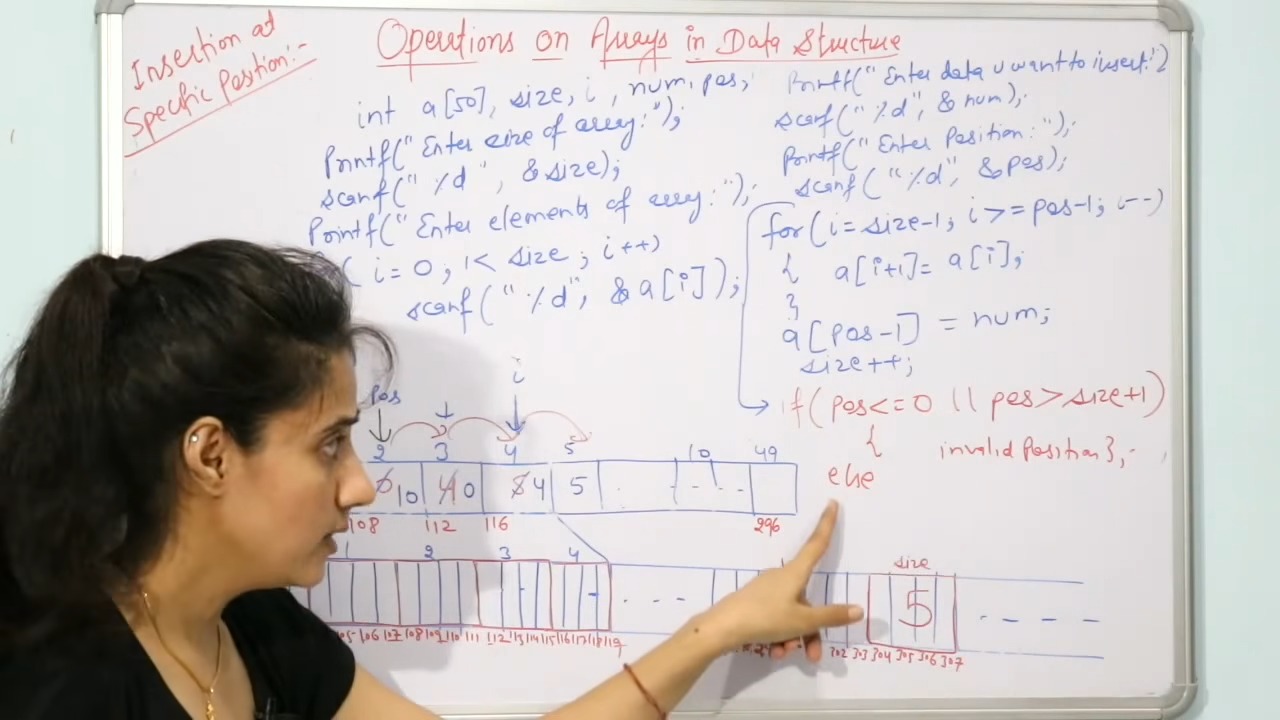 Insertion at
Specific Position:-
Operations on Arrays in Data Structure
int a[50], size, i, num, pos;
Printf("Enter size of array:");
scanf("%d", &size);
Printf("Enter elements of array:");
( i=0; i< size; i++)
scanf("%d", &a[i]);
Printf("Enter data u want to insert:")
scanf("%d", &num);
Printf("Enter Position:");
scanf("%d", &pos);
for(i=size-1; i>=pos-1; i--)
{ a[i+1]= a[i];
}
a[pos-1] = num;
size++;
if( pos<=0 || pos>size+1)
{ invalid Position};
else
i
Pos
2 3 4 5 10 49
10 0 4 5 . - - . .
108 112 116 296
size
1 2 3 4
- - - 5 - - - -
105 106 107 108 109 110 111 112 113 114 115 116 117 118 119
302 303 304 305 306 307